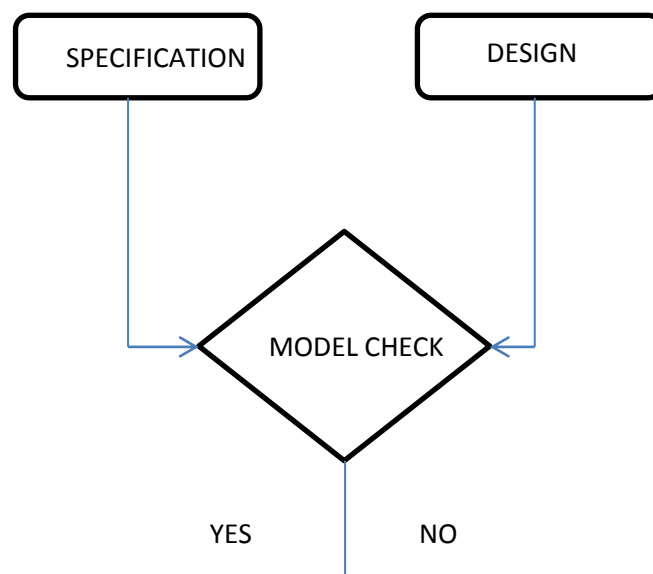 SPECIFICATION
DESIGN
MODEL CHECK
YES
NO